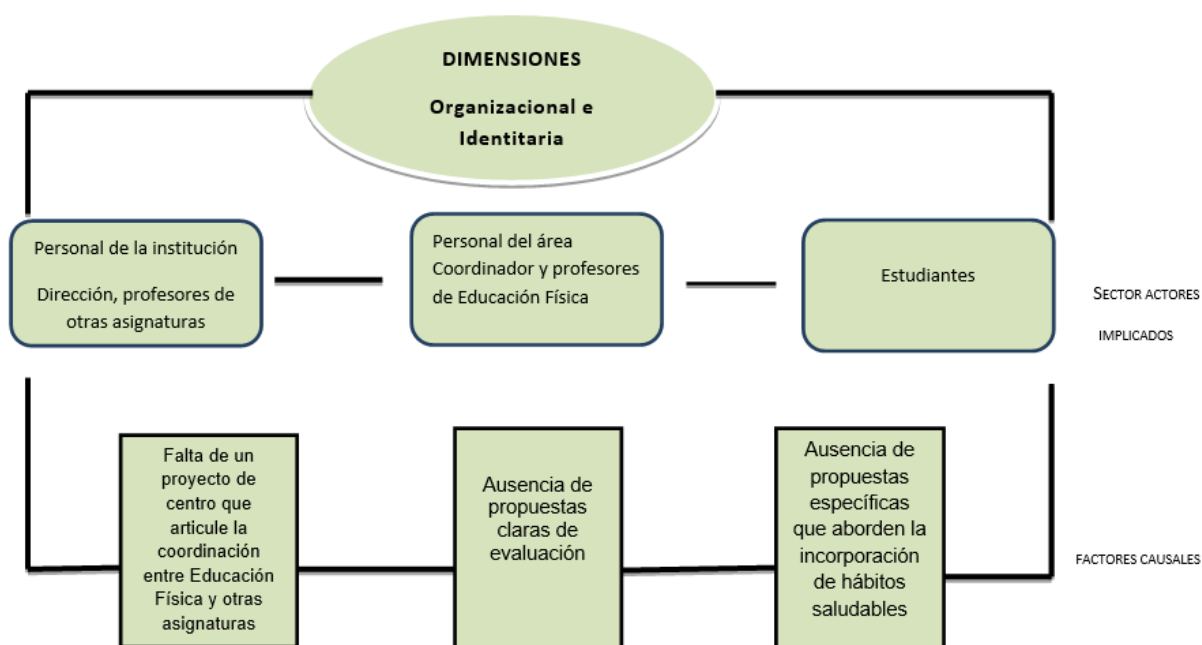 DIMENSIONES
Organizacional e
Identitaria
Personal de la institución
Dirección, profesores de
otras asignaturas
Personal del área
Coordinador y profesores
de Educación Física
Estudiantes
SECTOR ACTORES
IMPLICADOS
Falta de un
proyecto de
centro que
articule la
coordinación
entre Educación
Física y otras
asignaturas
Ausencia de
propuestas
claras de
evaluación
Ausencia de
propuestas
específicas
que aborden la
incorporación
de hábitos
saludables
FACTORES CAUSALES